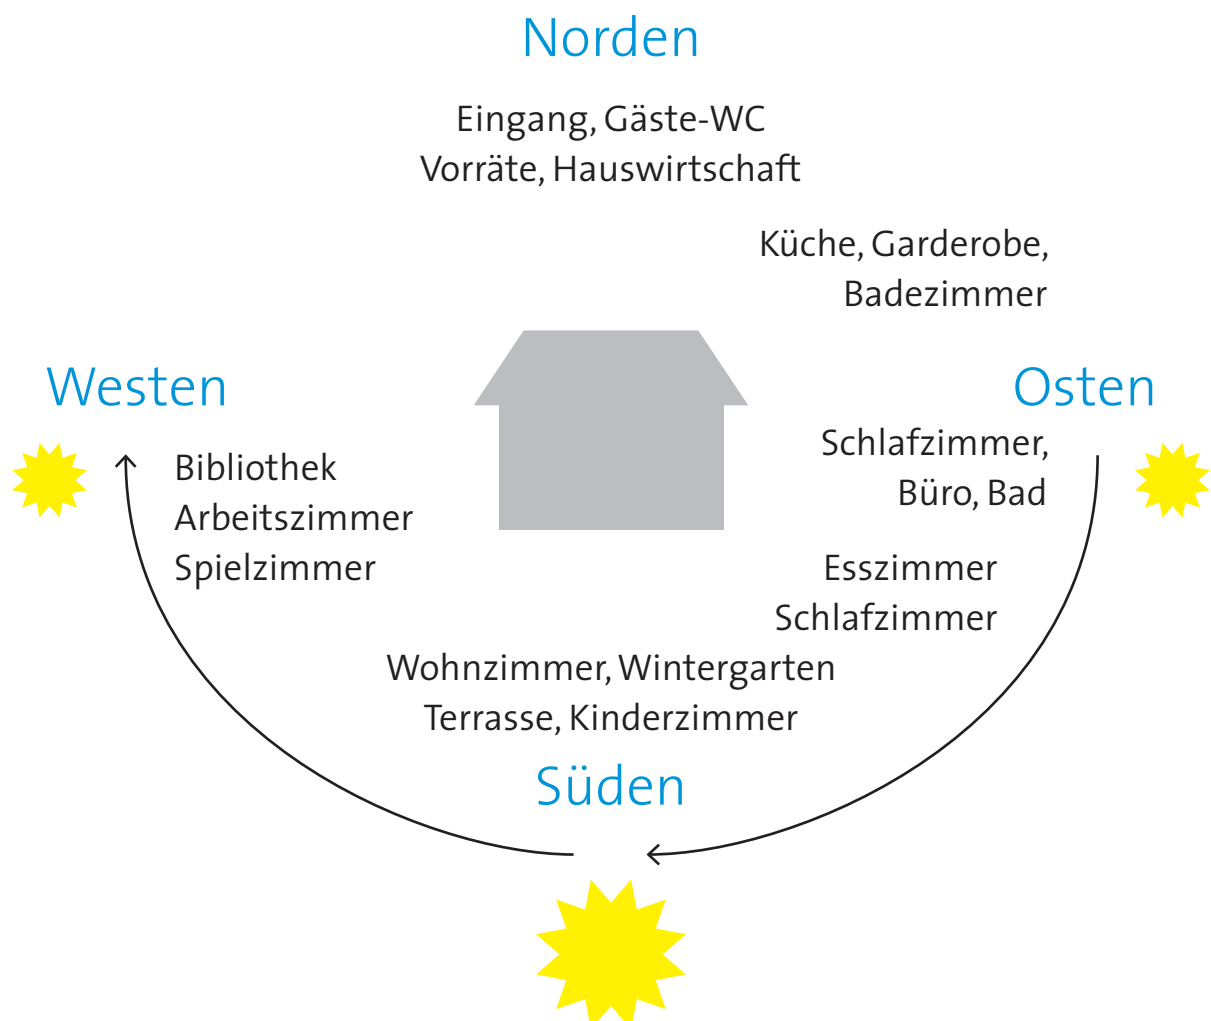 Norden
Eingang, Gäste-WC
Vorräte, Hauswirtschaft
Küche, Garderobe,
Badezimmer
Westen
Osten
Bibliothek
Arbeitszimmer
Spielzimmer
Schlafzimmer,
Büro, Bad
Esszimmer
Schlafzimmer
Wohnzimmer, Wintergarten
Terrasse, Kinderzimmer
Süden